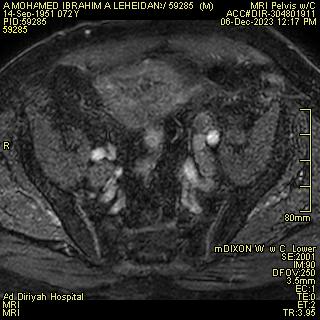 A MOHAMED IBRAHIM A LEHEIDAN:/ 59285 (M)
14-Sep-1951 072Y
PID:59285
59285
MRI Pelvis w/C
ACC#DIR-304801911
06-Dec-2023 12:17 PM
R
80mm
mDIXON W w C Lower
SE:2001
IM:90
DFOV:250
3.5mm
EC:1
TE:0
ET:2
TR:3.95
Ad Diriyah Hospital
MRI
MRI